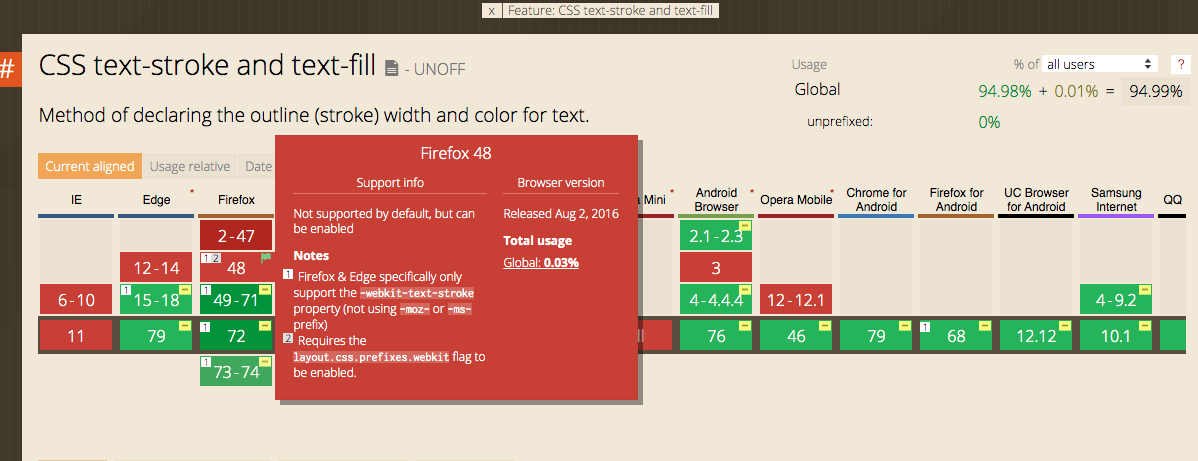 x Feature: CSS text-stroke and text-fill
#
CSS text-stroke and text-fill - UNOFF
Usage % of all users ?
Global 94.98% + 0.01% = 94.99%
unprefixed: 0%
Method of declaring the outline (stroke) width and color for text.
Current aligned Usage relative Date
Firefox 48
Support info
Not supported by default, but can
be enabled
Notes
1 Firefox & Edge specifically only
support the -webkit-text-stroke
property (not using -moz- or -ms-
prefix)
2 Requires the
layout.css.prefixes.webkit flag to
be enabled.
Browser version
Released Aug 2, 2016
Total usage
Global: 0.03%
IE Edge * Firefox Mini * Android Browser * Opera Mobile * Chrome for Android Firefox for Android UC Browser for Android Samsung Internet QQ
2-47 2.1-2.3
12-14 1 2 48 3
6-10 1 15-18 1 49-71 4-4.4.4 12-12.1 4-9.2
11 79 1 72 76 46 79 1 68 12.12 10.1
1 73-74